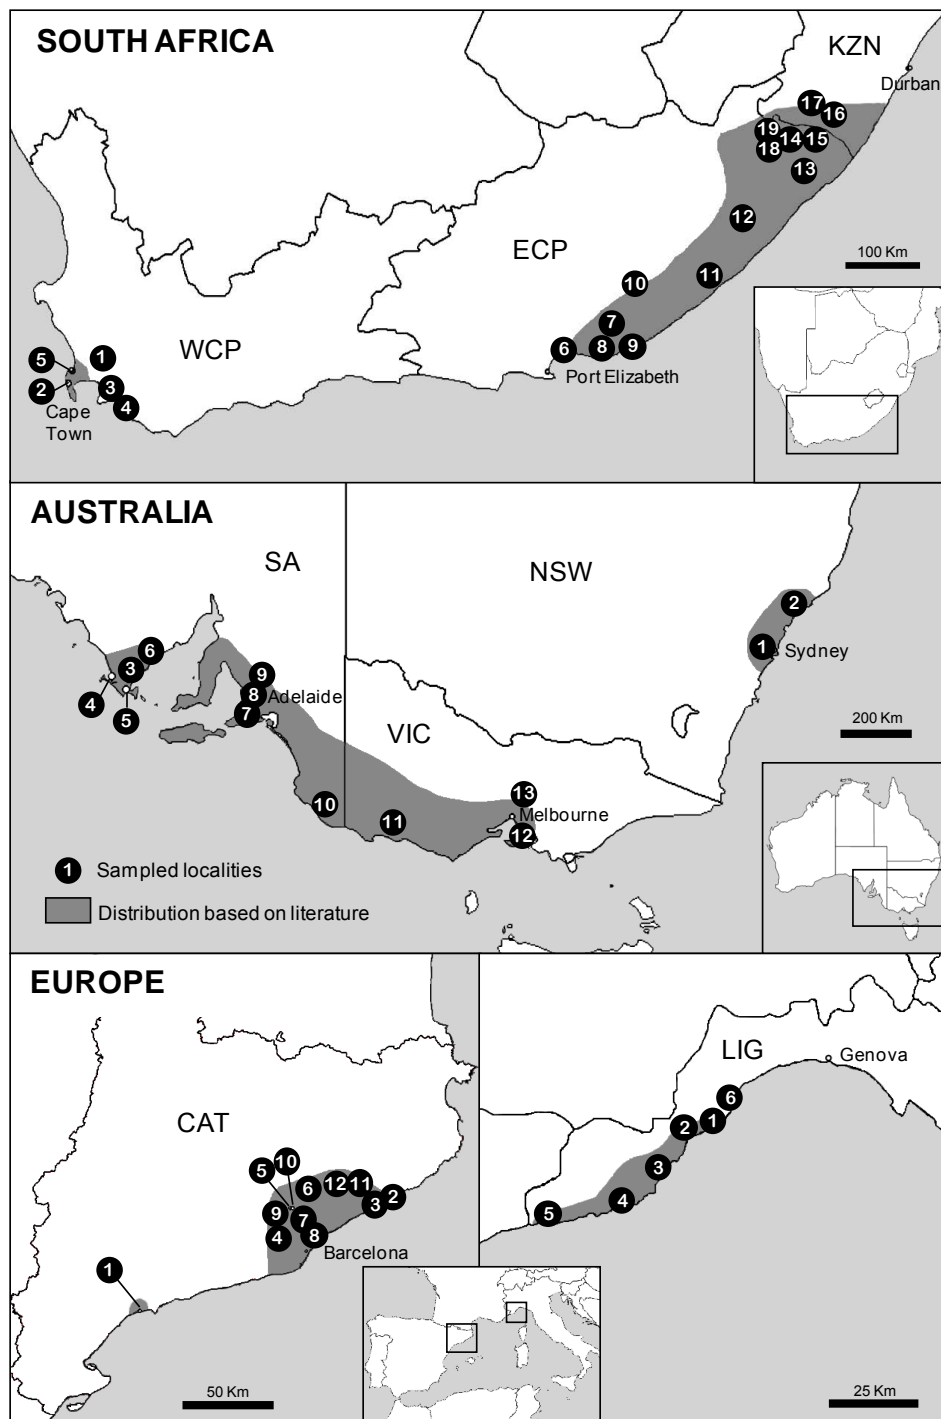 SOUTH AFRICA
KZN
Durban
17
16
19
14
15
18
13
12
ECP
100 Km
11
10
7
WCP
6
8
9
5
1
Port Elizabeth
2
3
Cape
4
Town
AUSTRALIA
SA
NSW
2
1
Sydney
6
3
9
8
Adelaide
4
7
5
200 Km
VIC
13
10
Melbourne
11
12
1 Sampled localities
Distribution based on literature
EUROPE
LIG
Genova
CAT
6
1
2
10
5
3
12
11
6
2
3
4
9
7
5
4
8
Barcelona
1
50 Km
25 Km